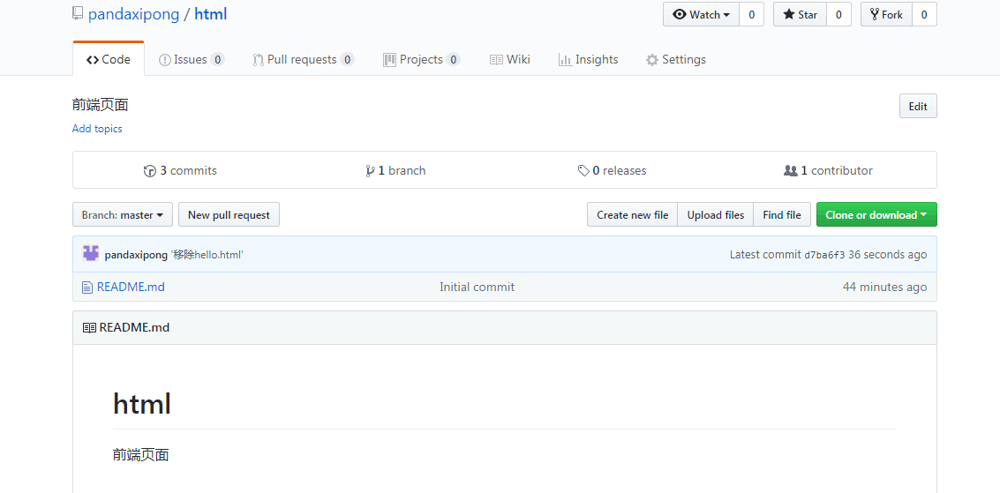 pandaxipong / html
Watch 0 Star 0 Fork 0
Code Issues 0 Pull requests 0 Projects 0 Wiki Insights Settings
前端页面
Edit
Add topics
3 commits 1 branch 0 releases 1 contributor
Branch: master New pull request Create new file Upload files Find file Clone or download
pandaxipong '移除hello.html' Latest commit d7ba6f3 36 seconds ago
README.md Initial commit 44 minutes ago
README.md
html
前端页面